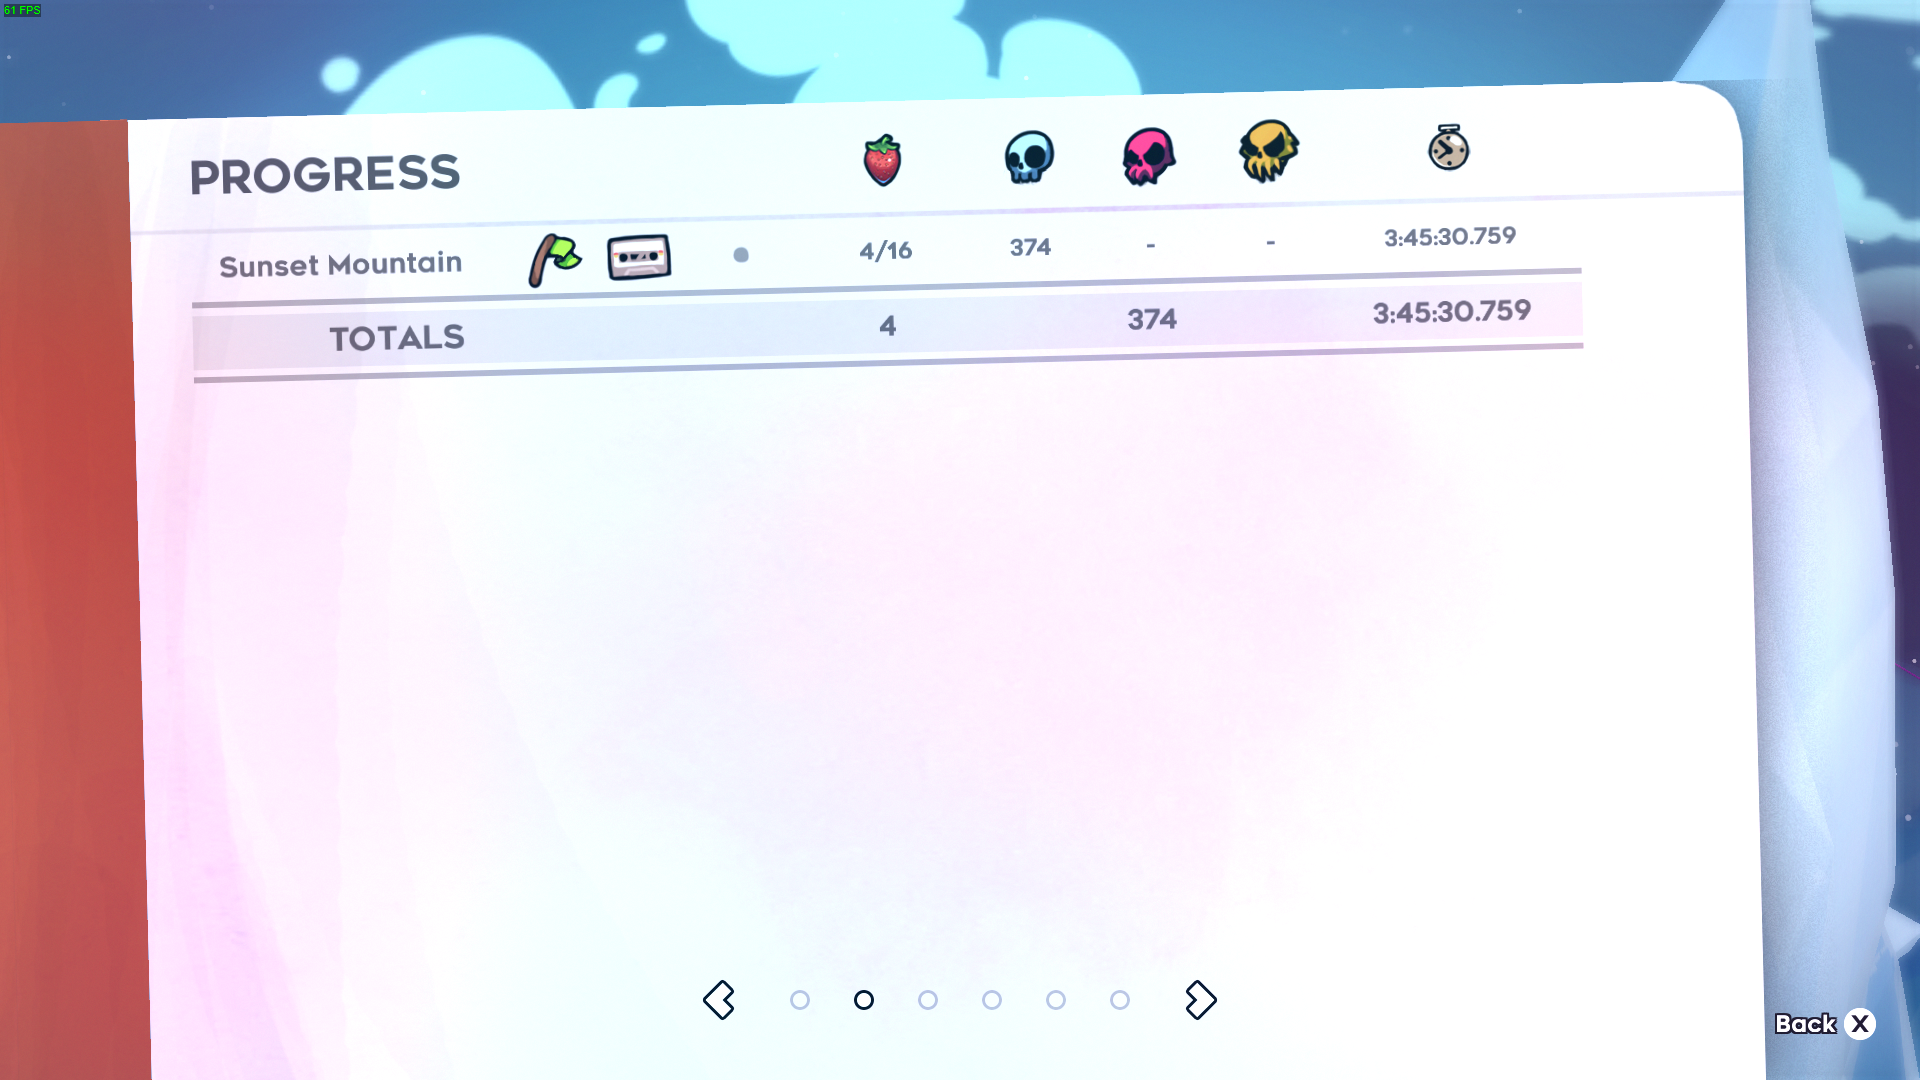 61 FPS
PROGRESS
Sunset Mountain 4/16 374 - - 3:45:30.759
TOTALS 4 374 3:45:30.759
Back X